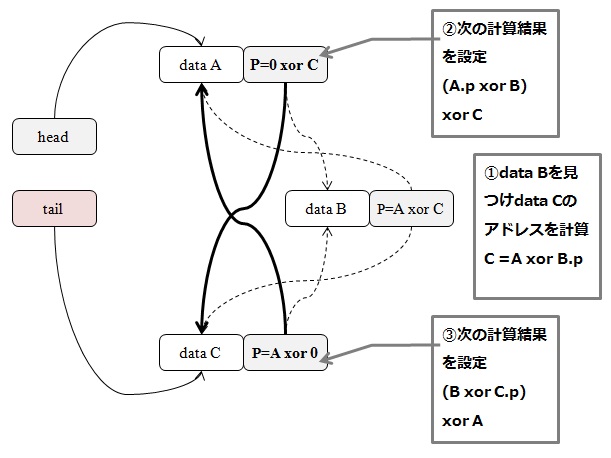 ②次の計算結果
を設定
(A.p xor B)
xor C
data A
P=0 xor C
head
①data Bを見
つけdata Cの
アドレスを計算
C =A xor B.p
tail
data B
P=A xor C
③次の計算結果
を設定
(B xor C.p)
xor A
data C
P=A xor 0